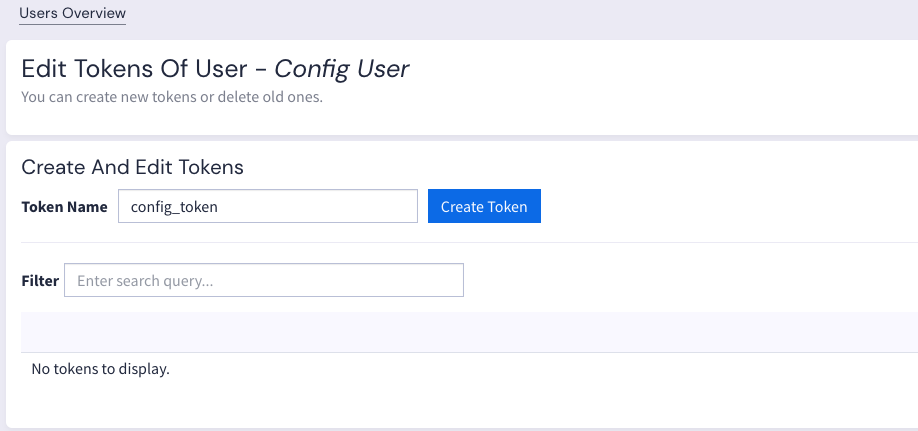 Users Overview
Edit Tokens Of User – Config User
You can create new tokens or delete old ones.
Create And Edit Tokens
Token Name config_token Create Token
Filter Enter search query...
No tokens to display.